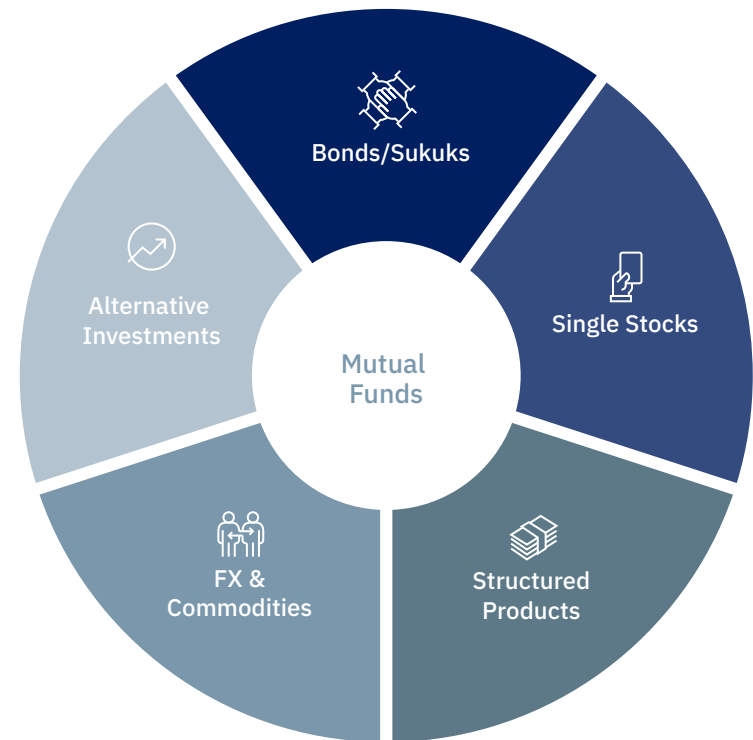 Bonds/Sukuks
Single Stocks
Structured
Products
FX &
Commodities
Alternative
Investments
Mutual
Funds